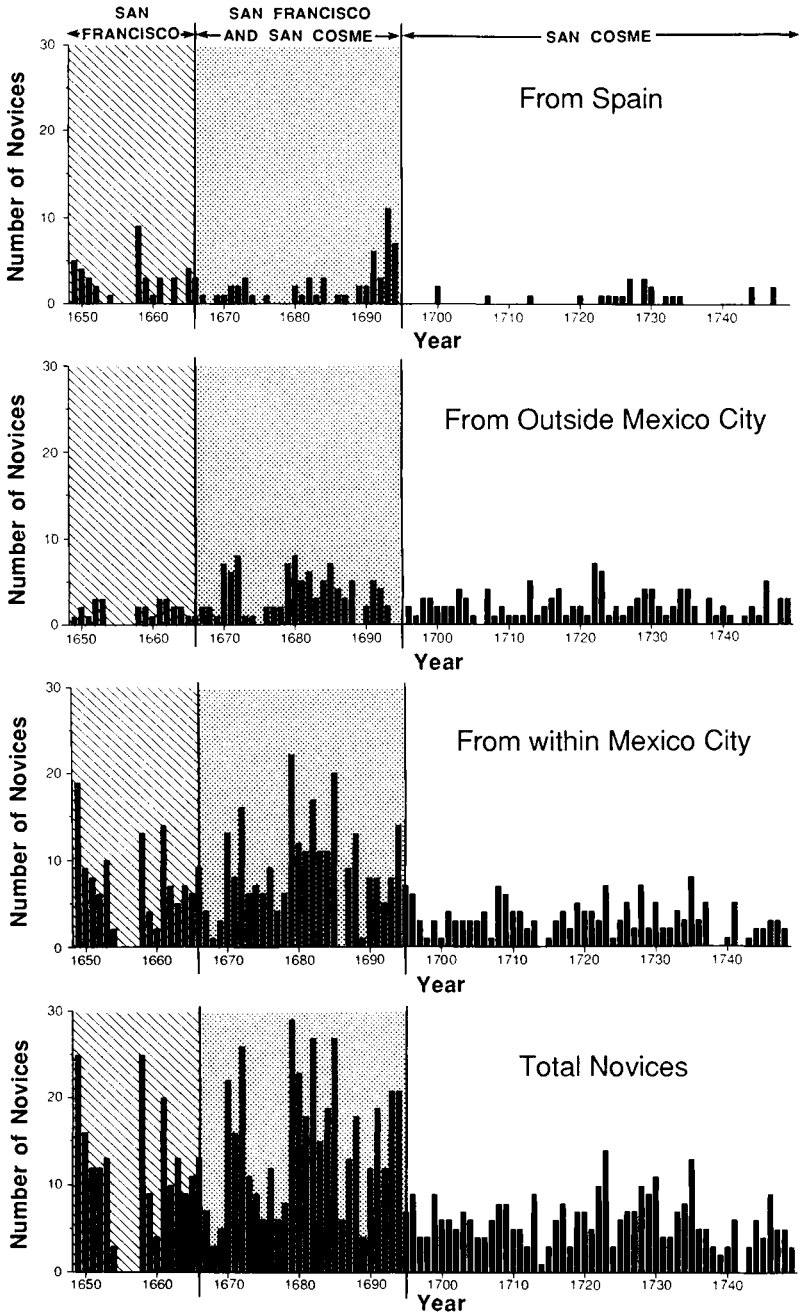 SAN FRANCISCO
SAN FRANCISCO AND SAN COSME
SAN COSME
Number of Novices
30
20
10
0
From Spain
1650 1660 1670 1680 1690 1700 1710 1720 1730 1740
Year
Number of Novices
30
20
10
0
From Outside Mexico City
1650 1660 1670 1680 1690 1700 1710 1720 1730 1740
Year
Number of Novices
30
20
10
0
From within Mexico City
1650 1660 1670 1680 1690 1700 1710 1720 1730 1740
Year
Number of Novices
30
20
10
0
Total Novices
1650 1660 1670 1680 1690 1700 1710 1720 1730 1740
Year